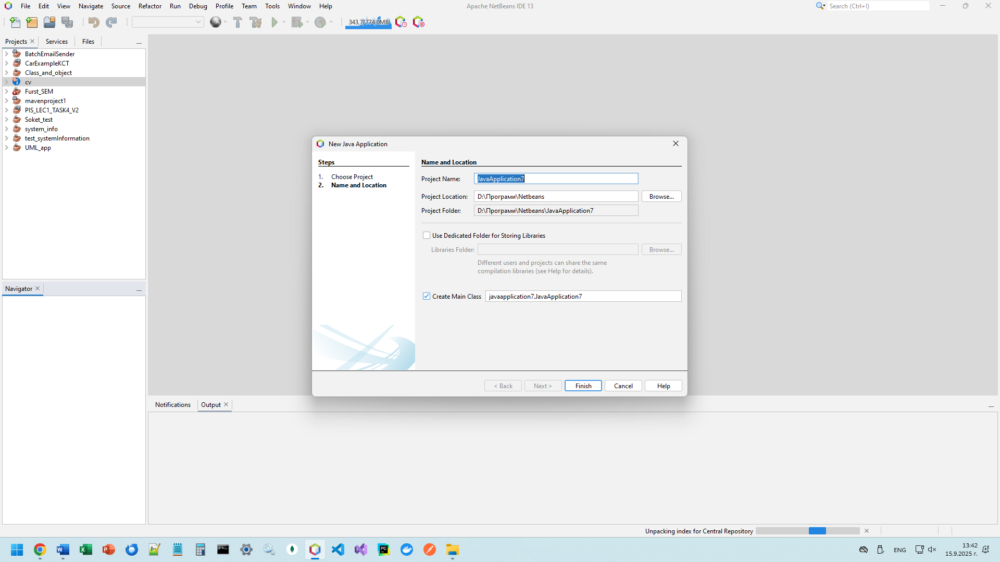 File Edit View Navigate Source Refactor Run Debug Profile Team Tools Window Help
Apache NetBeans IDE 13
Search (Ctrl+I)
343,7/774,0MB
Projects
Services
Files
BatchEmailSender
CarExampleKCT
Class_and_object
cv
Furst_SEM
mavenproject1
PIS_LEC1_TASK4_V2
Soket_test
system_info
test_systemInformation
UML_app
Navigator
New Java Application
Steps
1. Choose Project
2. Name and Location
Name and Location
Project Name: JavaApplication7
Project Location: D:\Програми\Netbeans Browse...
Project Folder: D:\Програми\Netbeans\JavaApplication7
Use Dedicated Folder for Storing Libraries
Libraries Folder: Browse...
Different users and projects can share the same
compilation libraries (see Help for details).
Create Main Class javaapplication7.JavaApplication7
< Back Next > Finish Cancel Help
Notifications
Output
Unpacking index for Central Repository
ENG
13:42
15.9.2025 г.